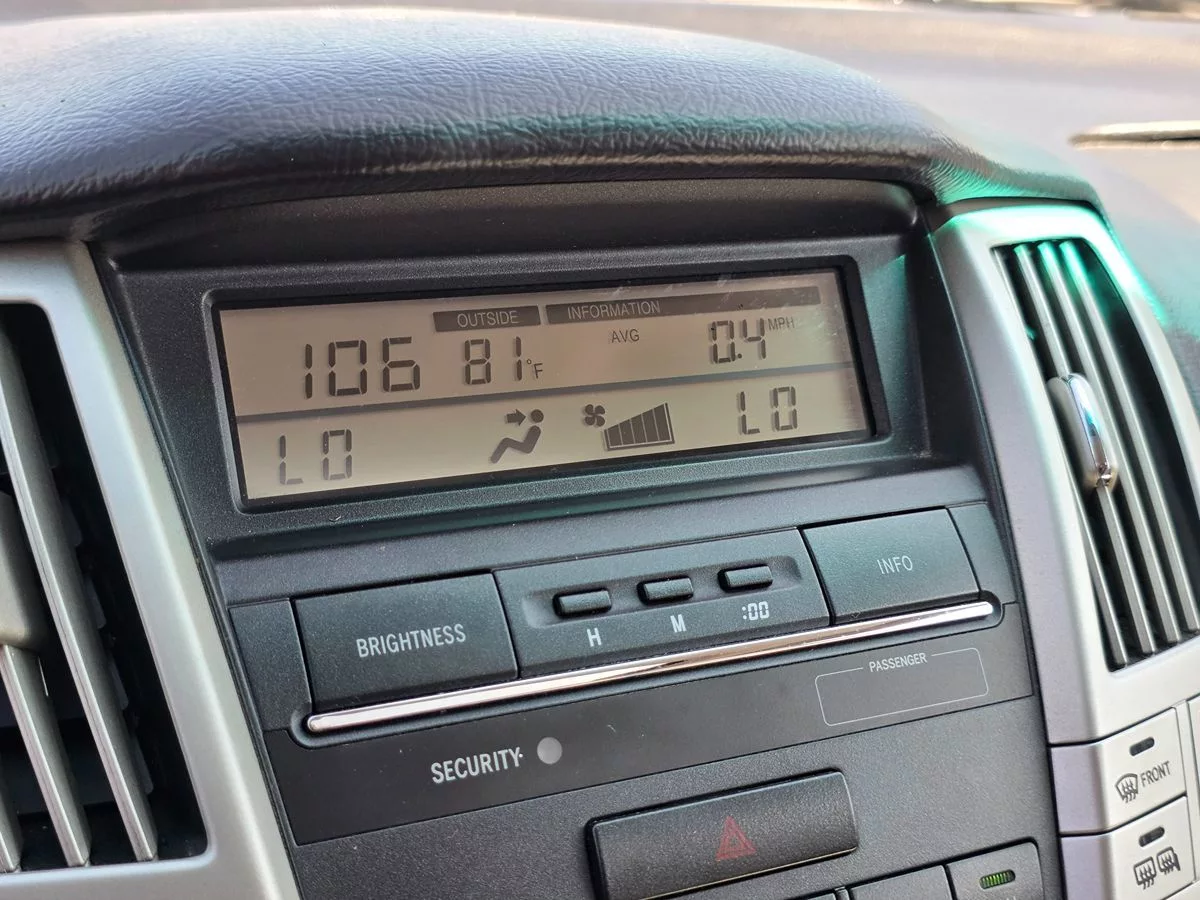 OUTSIDE INFORMATION
106 81°F AVG 0.4 MPH
LO LO
BRIGHTNESS H M :00 INFO
PASSENGER
SECURITY
FRONT